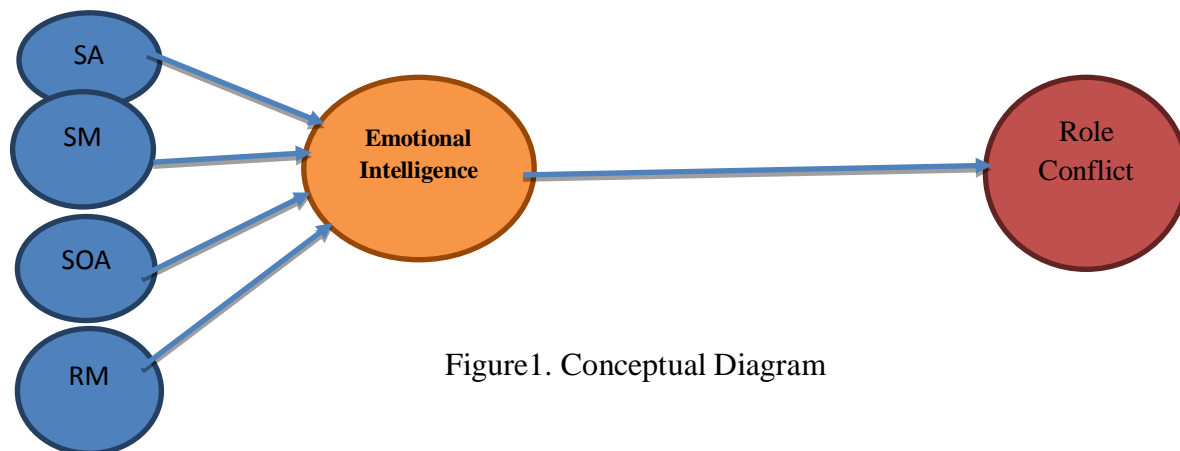 SA
SM
SOA
RM
Emotional
Intelligence
Role
Conflict
Figure1. Conceptual Diagram